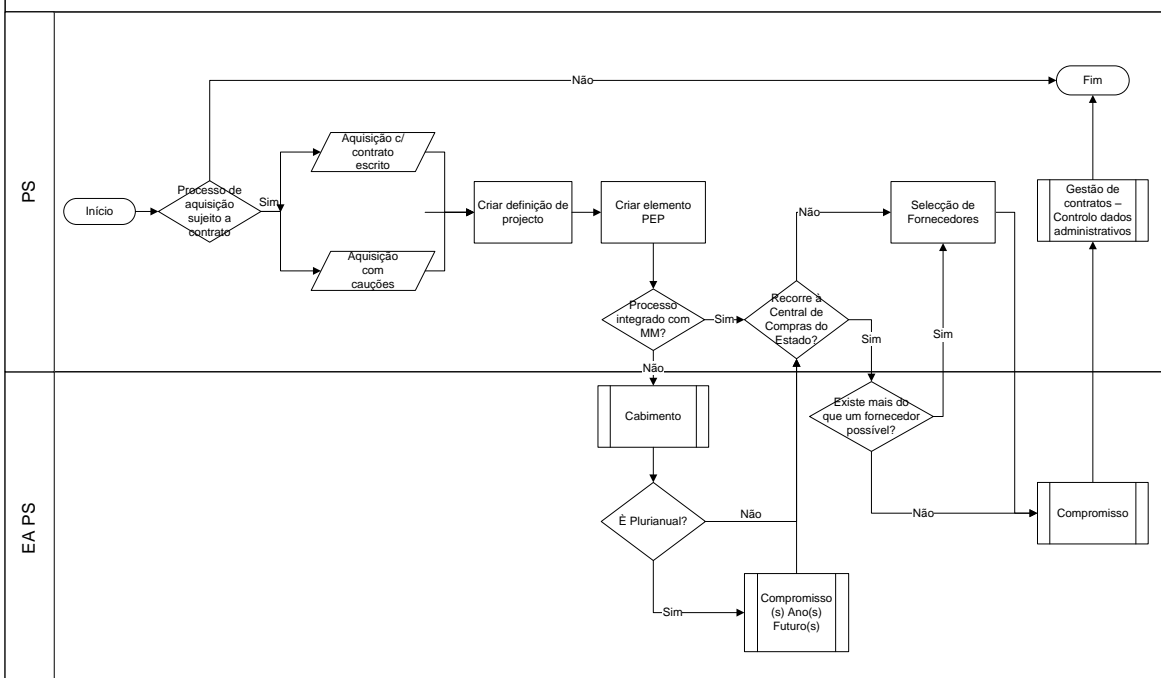 PS
Início
Processo de
aquisição
sujeito a
contrato
Sim
Não
Aquisição c/
contrato
escrito
Aquisição
com
cauções
Criar definição de
projecto
Criar elemento
PEP
Processo
integrado com
MM?
Sim
Não
Recorre à
Central de
Compras do
Estado?
Não
Sim
Selecção de
Fornecedores
Sim
Fim
Gestão de
contratos –
Controlo dados
administrativos
EA PS
Cabimento
È Plurianual?
Não
Sim
Compromisso
(s) Ano(s)
Futuro(s)
Existe mais do
que um fornecedor
possível?
Não
Compromisso